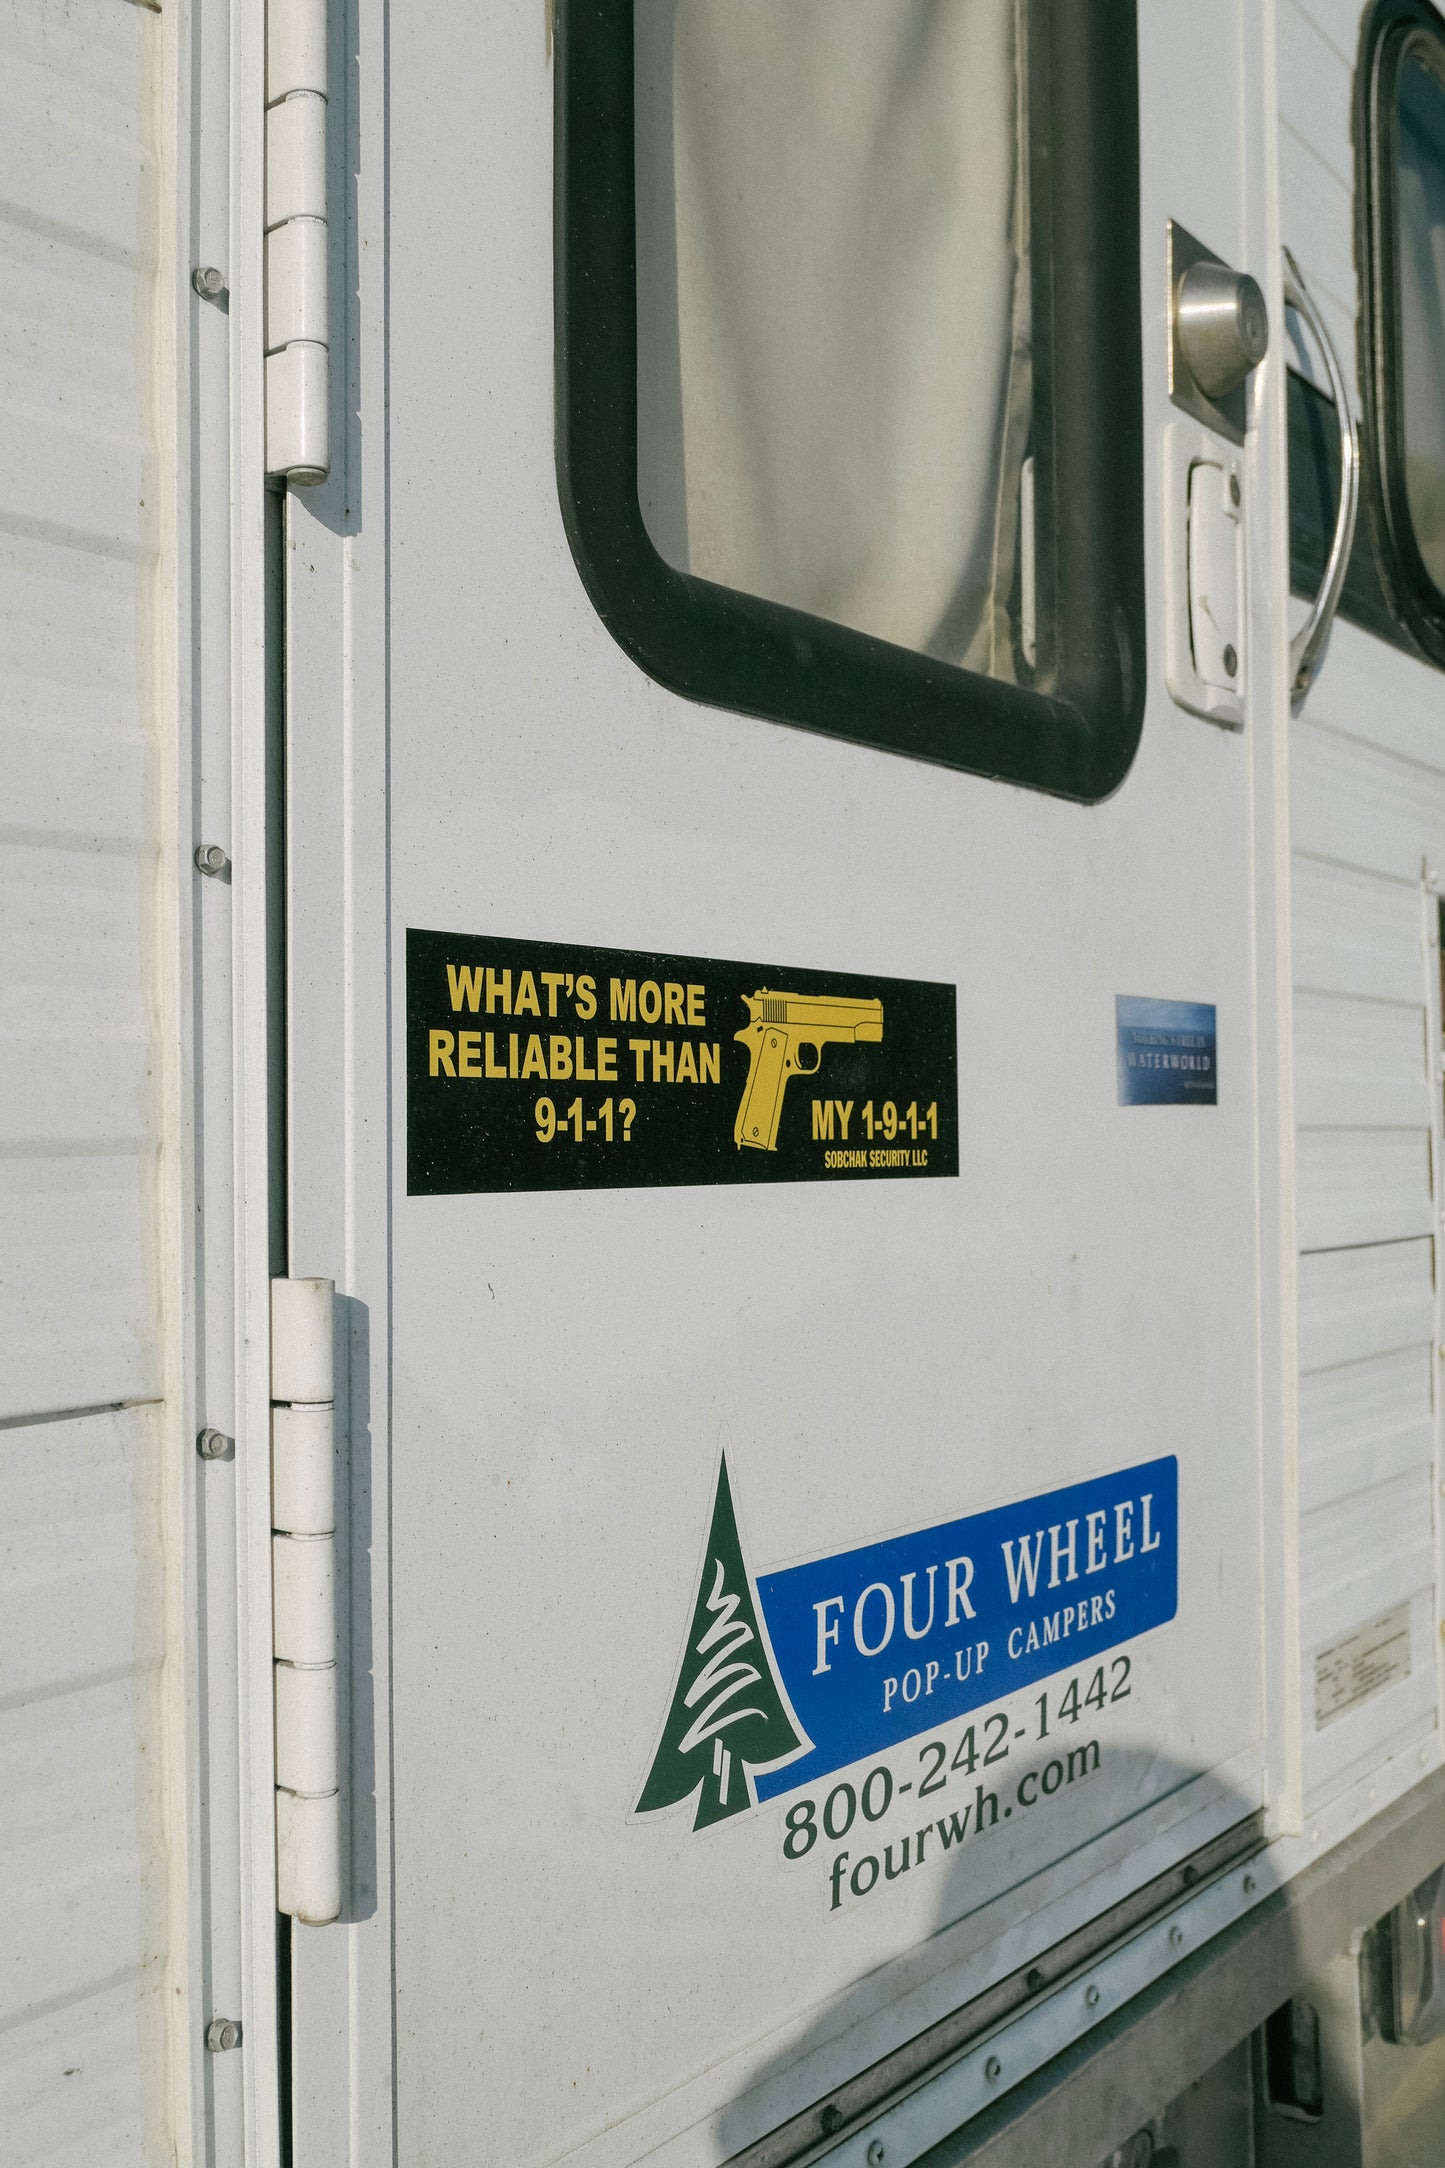 WHAT'S MORE
RELIABLE THAN
9-1-1?
MY 1-9-1-1
SOBCHAK SECURITY LLC
WATERWORLD
FOUR WHEEL
POP-UP CAMPERS
800-242-1442
fourwh.com